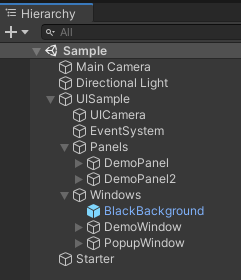 Hierarchy
All
Sample
Main Camera
Directional Light
UISample
UICamera
EventSystem
Panels
DemoPanel
DemoPanel2
Windows
BlackBackground
DemoWindow
PopupWindow
Starter